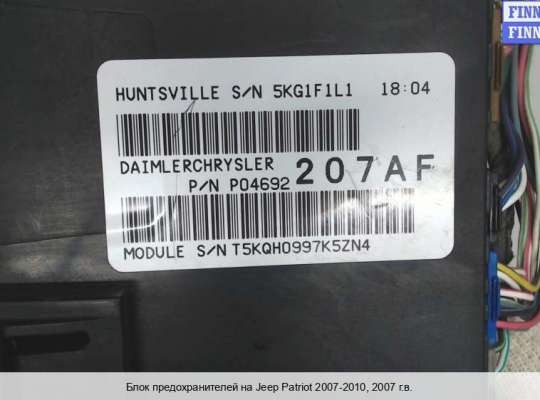 FINN
FINN
HUNTSVILLE S/N 5KG1F1L1 18:04
DAIMLERCHRYSLER
P/N P04692 207AF
MODULE S/N T5KQH0997K5ZN4
Блок предохранителей на Jeep Patriot 2007-2010, 2007 г.в.